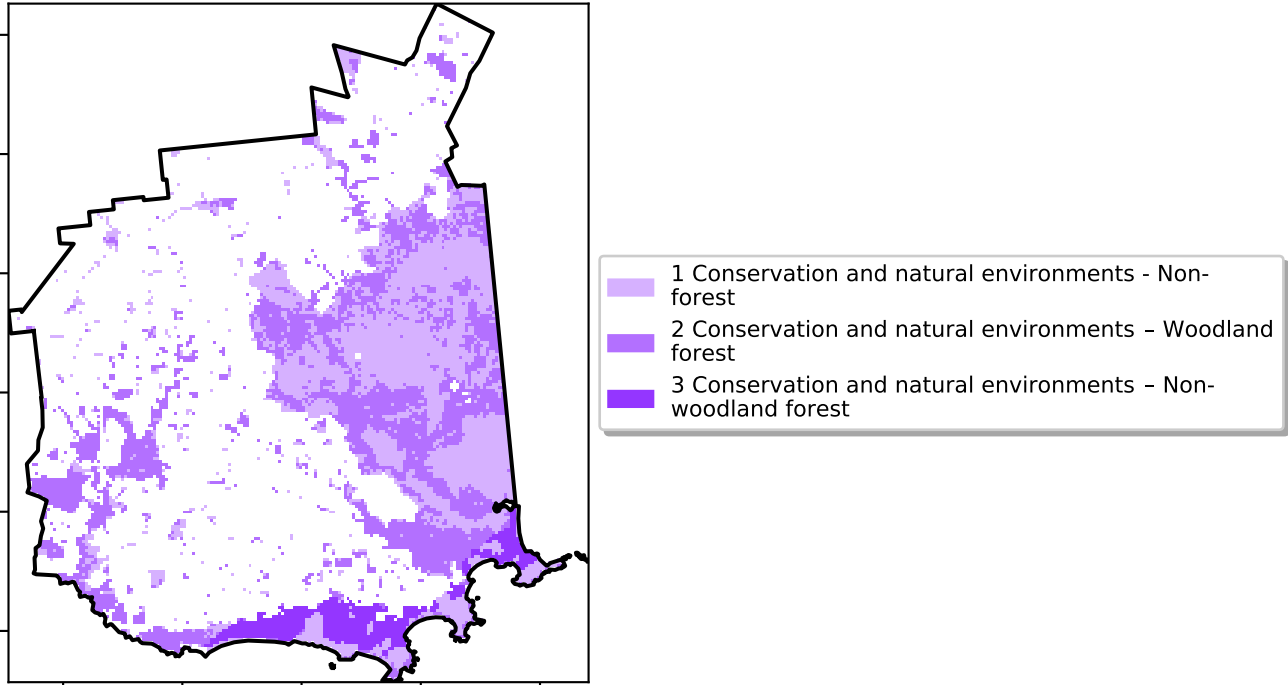 1 Conservation and natural environments - Non-
forest
2 Conservation and natural environments – Woodland
forest
3 Conservation and natural environments – Non-
woodland forest